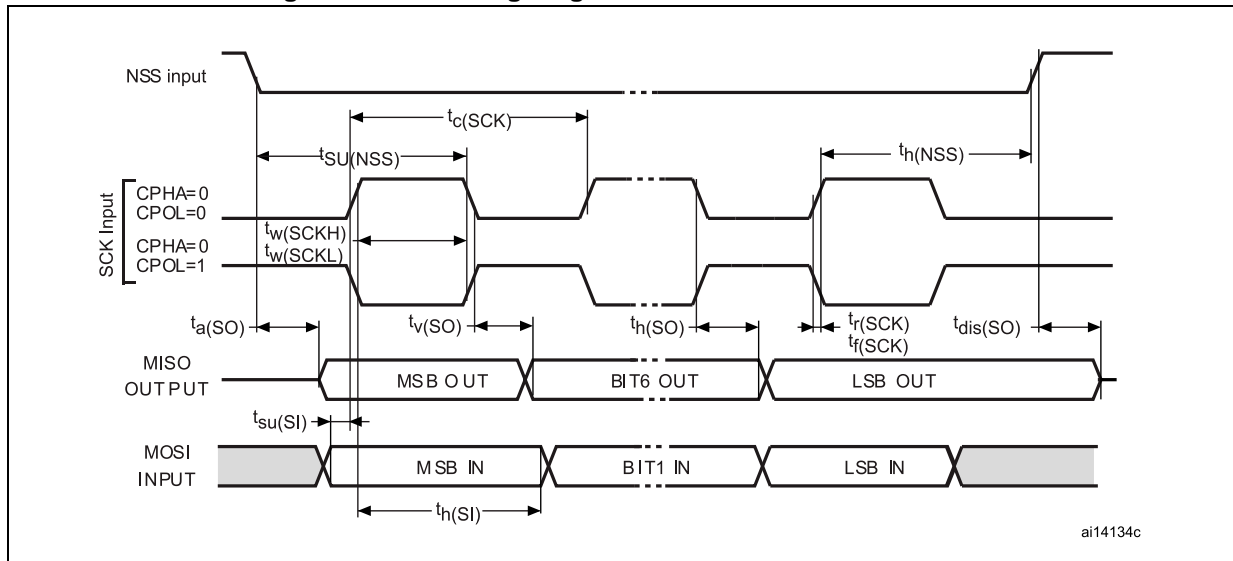 NSS input
tc(SCK)
tSU(NSS)
th(NSS)
SCK Input
CPHA=0
CPOL=0
tw(SCKH)
CPHA=0
tw(SCKL)
CPOL=1
ta(SO)
tv(SO)
th(SO)
tr(SCK)
tf(SCK)
tdis(SO)
MISO
OUTPUT
MSB OUT
BIT6 OUT
LSB OUT
tsu(SI)
MOSI
INPUT
MSB IN
BIT1 IN
LSB IN
th(SI)
ai14134c